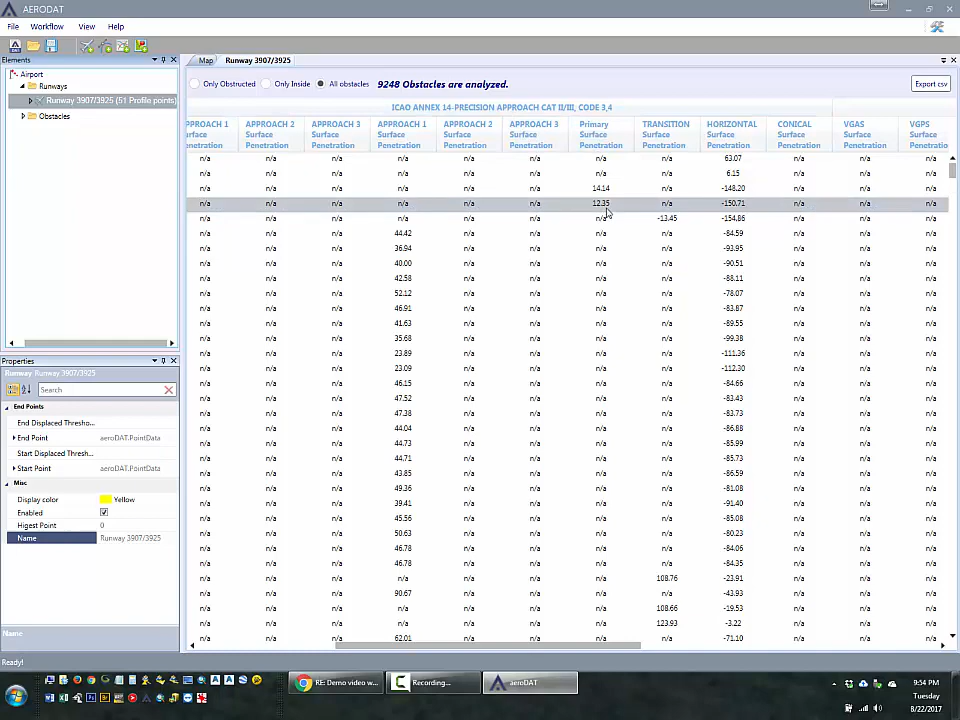 AERODAT
File Workflow View Help
Elements
Airport
Runways
Runway 3907/3925 (51 Profile points)
Obstacles
Map Runway 3907/3925
Only Obstructed Only Inside All obstacles 9248 Obstacles are analyzed. Export csv
ICAO ANNEX 14-PRECISION APPROACH CAT II/III, CODE 3,4
PROACH 1 APPROACH 2 APPROACH 3 APPROACH 1 APPROACH 2 APPROACH 3 Primary TRANSITION HORIZONTAL CONICAL VGAS VGPS
urface Surface Surface Surface Surface Surface Surface Surface Surface Surface Surface Surface
enetration Penetration Penetration Penetration Penetration Penetration Penetration Penetration Penetration Penetration Penetration Penetratio
n/a n/a n/a n/a n/a n/a n/a n/a 63.07 n/a n/a n/a
n/a n/a n/a n/a n/a n/a n/a n/a 6.15 n/a n/a n/a
n/a n/a n/a n/a n/a n/a 14.14 n/a -148.20 n/a n/a n/a
n/a n/a n/a n/a n/a n/a 12.35 n/a -150.71 n/a n/a n/a
n/a n/a n/a n/a n/a n/a n/a -13.45 -154.86 n/a n/a n/a
n/a n/a n/a 44.42 n/a n/a n/a n/a -84.59 n/a n/a n/a
n/a n/a n/a 36.94 n/a n/a n/a n/a -93.95 n/a n/a n/a
n/a n/a n/a 40.00 n/a n/a n/a n/a -90.51 n/a n/a n/a
n/a n/a n/a 42.58 n/a n/a n/a n/a -88.11 n/a n/a n/a
n/a n/a n/a 52.12 n/a n/a n/a n/a -78.07 n/a n/a n/a
n/a n/a n/a 46.91 n/a n/a n/a n/a -83.87 n/a n/a n/a
n/a n/a n/a 41.63 n/a n/a n/a n/a -89.55 n/a n/a n/a
n/a n/a n/a 35.68 n/a n/a n/a n/a -99.38 n/a n/a n/a
n/a n/a n/a 23.89 n/a n/a n/a n/a -111.36 n/a n/a n/a
n/a n/a n/a 23.09 n/a n/a n/a n/a -112.30 n/a n/a n/a
n/a n/a n/a 46.15 n/a n/a n/a n/a -84.66 n/a n/a n/a
n/a n/a n/a 47.52 n/a n/a n/a n/a -83.43 n/a n/a n/a
n/a n/a n/a 47.38 n/a n/a n/a n/a -83.73 n/a n/a n/a
n/a n/a n/a 44.04 n/a n/a n/a n/a -86.88 n/a n/a n/a
n/a n/a n/a 44.73 n/a n/a n/a n/a -85.99 n/a n/a n/a
n/a n/a n/a 44.71 n/a n/a n/a n/a -85.73 n/a n/a n/a
n/a n/a n/a 43.85 n/a n/a n/a n/a -86.59 n/a n/a n/a
n/a n/a n/a 49.36 n/a n/a n/a n/a -81.08 n/a n/a n/a
n/a n/a n/a 39.41 n/a n/a n/a n/a -91.40 n/a n/a n/a
n/a n/a n/a 45.56 n/a n/a n/a n/a -85.08 n/a n/a n/a
n/a n/a n/a 50.63 n/a n/a n/a n/a -80.23 n/a n/a n/a
n/a n/a n/a 46.78 n/a n/a n/a n/a -84.06 n/a n/a n/a
n/a n/a n/a 46.78 n/a n/a n/a n/a -84.35 n/a n/a n/a
n/a n/a n/a n/a n/a n/a n/a 108.76 -23.91 n/a n/a n/a
n/a n/a n/a 90.67 n/a n/a n/a n/a -43.93 n/a n/a n/a
n/a n/a n/a n/a n/a n/a n/a 108.66 -19.53 n/a n/a n/a
n/a n/a n/a n/a n/a n/a n/a 123.93 -3.22 n/a n/a n/a
n/a n/a n/a 62.01 n/a n/a n/a n/a -71.10 n/a n/a n/a
Properties
Runway Runway 3907/3925
Search
End Points
End Displaced Thresho...
End Point aeroDAT.PointData
Start Displaced Thresh...
Start Point aeroDAT.PointData
Misc
Display color Yellow
Enabled
Higest Point 0
Name Runway 3907/3925
Name
Ready!
RE: Demo video w... Recording... aeroDAT
9:54 PM
Tuesday
8/22/2017